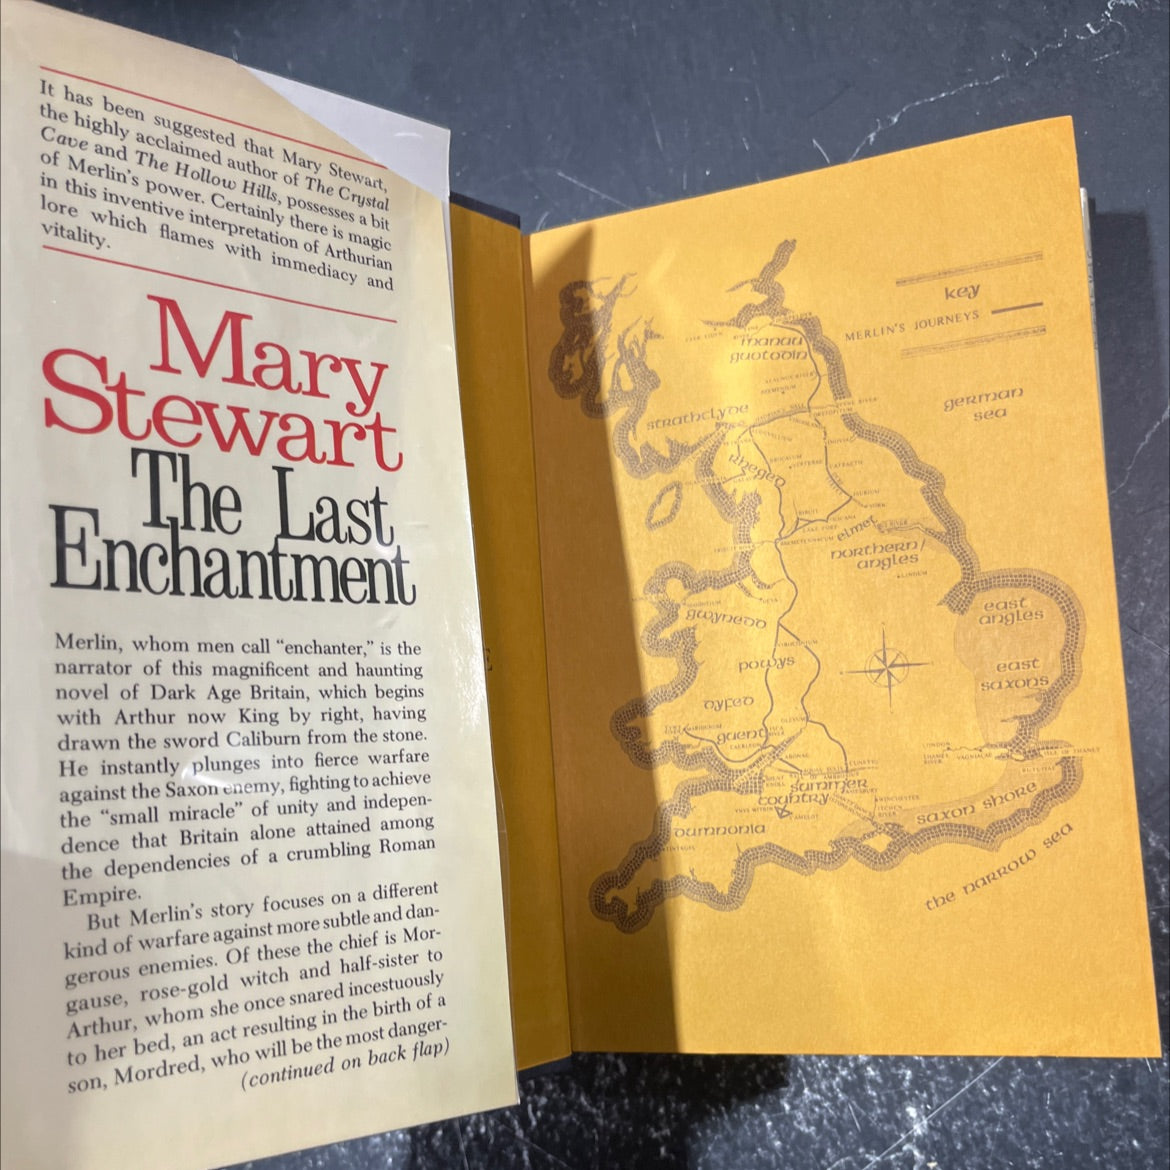 It has been suggested that Mary Stewart,
the highly acclaimed author of The Crystal
Cave and The Hollow Hills, possesses a bit
of Merlin's power. Certainly there is magic
in this inventive interpretation of Arthurian
lore which flames with immediacy and
vitality.
Mary
Stewart
The Last
Enchantment
Merlin, whom men call “enchanter,” is the
narrator of this magnificent and haunting
novel of Dark Age Britain, which begins
with Arthur now King by right, having
drawn the sword Caliburn from the stone.
He instantly plunges into fierce warfare
against the Saxon enemy, fighting to achieve
the “small miracle” of unity and indepen-
dence that Britain alone attained among
the dependencies of a crumbling Roman
Empire.
But Merlin's story focuses on a different
kind of warfare against more subtle and dan-
gerous enemies. Of these the chief is Mor-
gause, rose-gold witch and half-sister to
Arthur, whom she once snared incestuously
to her bed, an act resulting in the birth of a
son, Mordred, who will be the most danger-
(continued on back flap)
key
MERLIN'S JOURNEYS
manau
guotodin
german
sea
strathclyde
rheged
elmet
northern/
angles
LINDUM
east
angles
gwynedd
powys
east
saxons
dyfed
guent
LONDON
summer
country
WINCHESTER
CAMELOT
saxon shore
dumnonia
the narrow sea